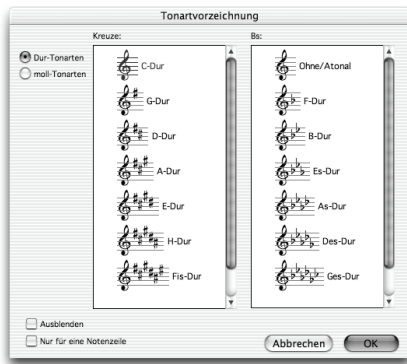 Tonartvorzeichnung
Kreuze:
Bs:
Dur-Tonarten
moll-Tonarten
C-Dur
G-Dur
D-Dur
A-Dur
E-Dur
H-Dur
Fis-Dur
Ohne/Atonal
F-Dur
B-Dur
Es-Dur
As-Dur
Des-Dur
Ges-Dur
Ausblenden
Nur für eine Notenzeile
Abbrechen
OK